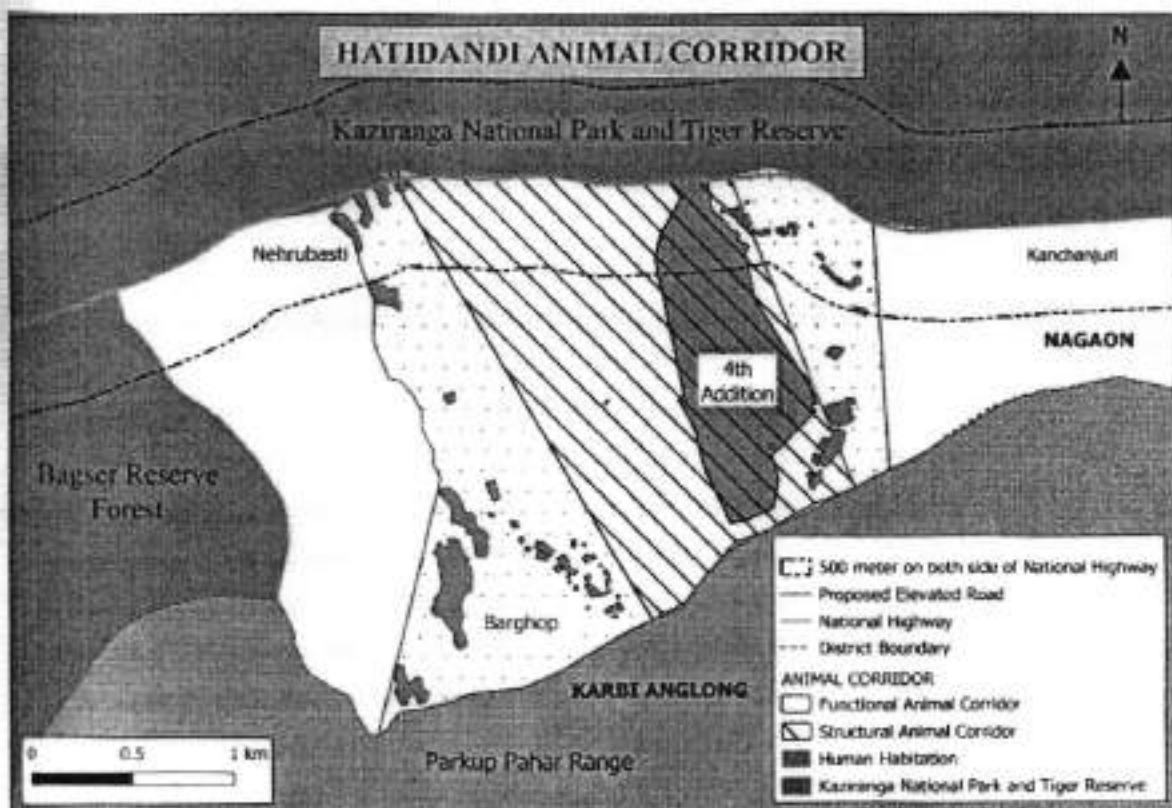 HATIDANDI ANIMAL CORRIDOR
N
Kaziranga National Park and Tiger Reserve
Nehrubasti
Kanchanjuri
NAGAON
4th
Addition
Bagser Reserve
Forest
Barghop
KARBI ANGLONG
Parkup Pahar Range
0 0.5 1 km
500 meter on both side of National Highway
Proposed Elevated Road
National Highway
District Boundary
ANIMAL CORRIDOR
Functional Animal Corridor
Structural Animal Corridor
Human Habitation
Kaziranga National Park and Tiger Reserve